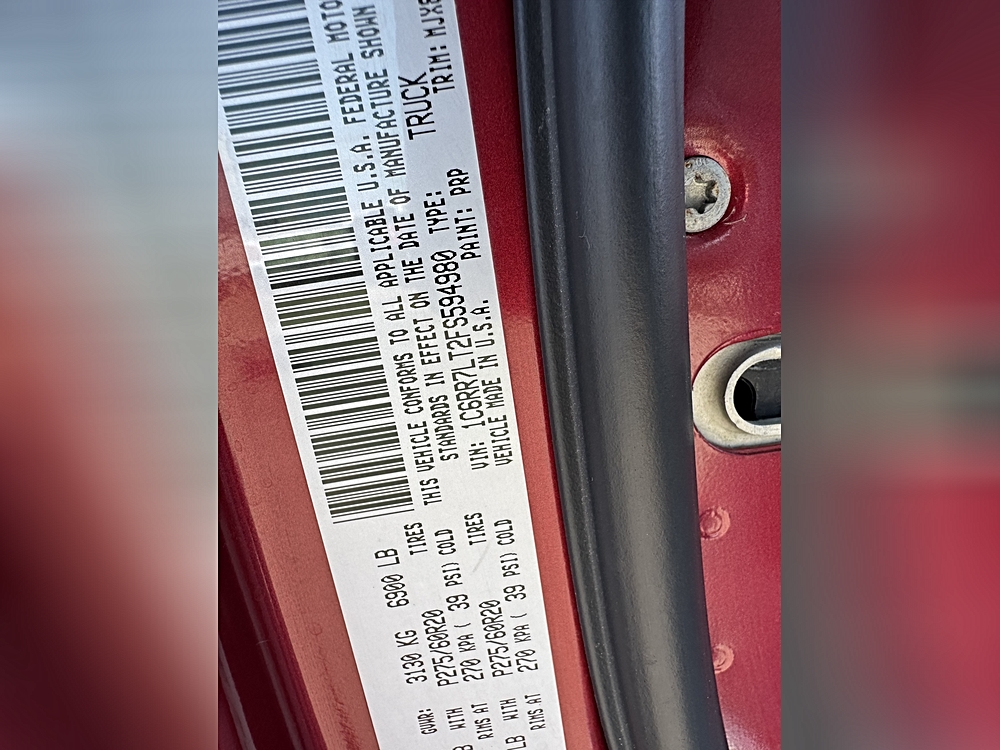 GVWR: 3130 KG 6900 LB
WITH P275/60R20 TIRES
RIMS AT 270 KPA ( 39 PSI) COLD
LB WITH P275/60R20 TIRES
RIMS AT 270 KPA ( 39 PSI) COLD
THIS VEHICLE CONFORMS TO ALL APPLICABLE U.S.A. FEDERAL
STANDARDS IN EFFECT ON THE DATE OF MANUFACTURE SHOWN
VIN: 1C6RR7LT2FS594980 TYPE: TRUCK
VEHICLE MADE IN U.S.A. PAINT: PRP TRIM: